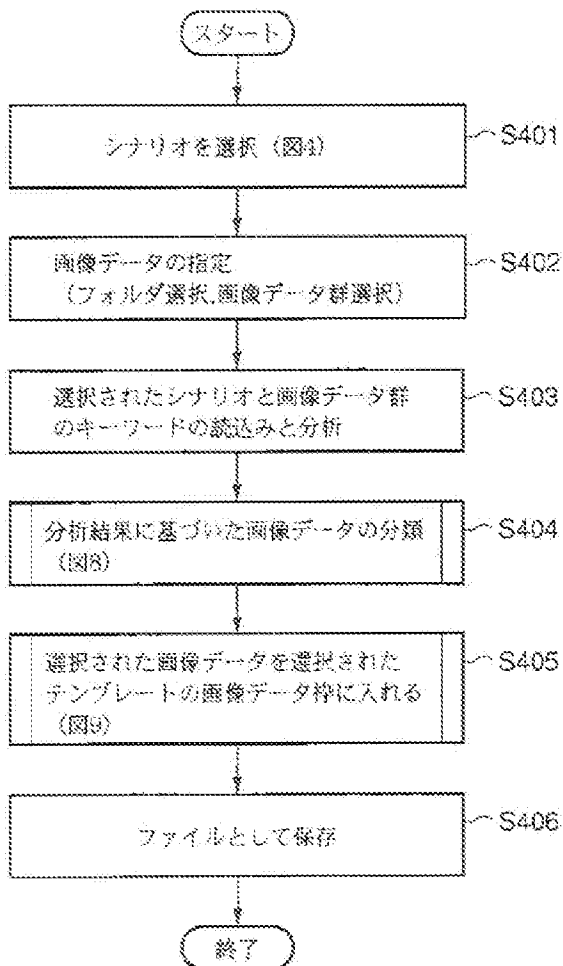 スタート
シナリオを選択（図4）
S401
画像データの指定
（フォルダ選択,画像データ群選択）
S402
選択されたシナリオと画像データ群
のキーワードの読込みと分析
S403
分析結果に基づいた画像データの分類
（図8）
S404
選択された画像データを選択された
テンプレートの画像データ枠に入れる
（図9）
S405
ファイルとして保存
S406
終了